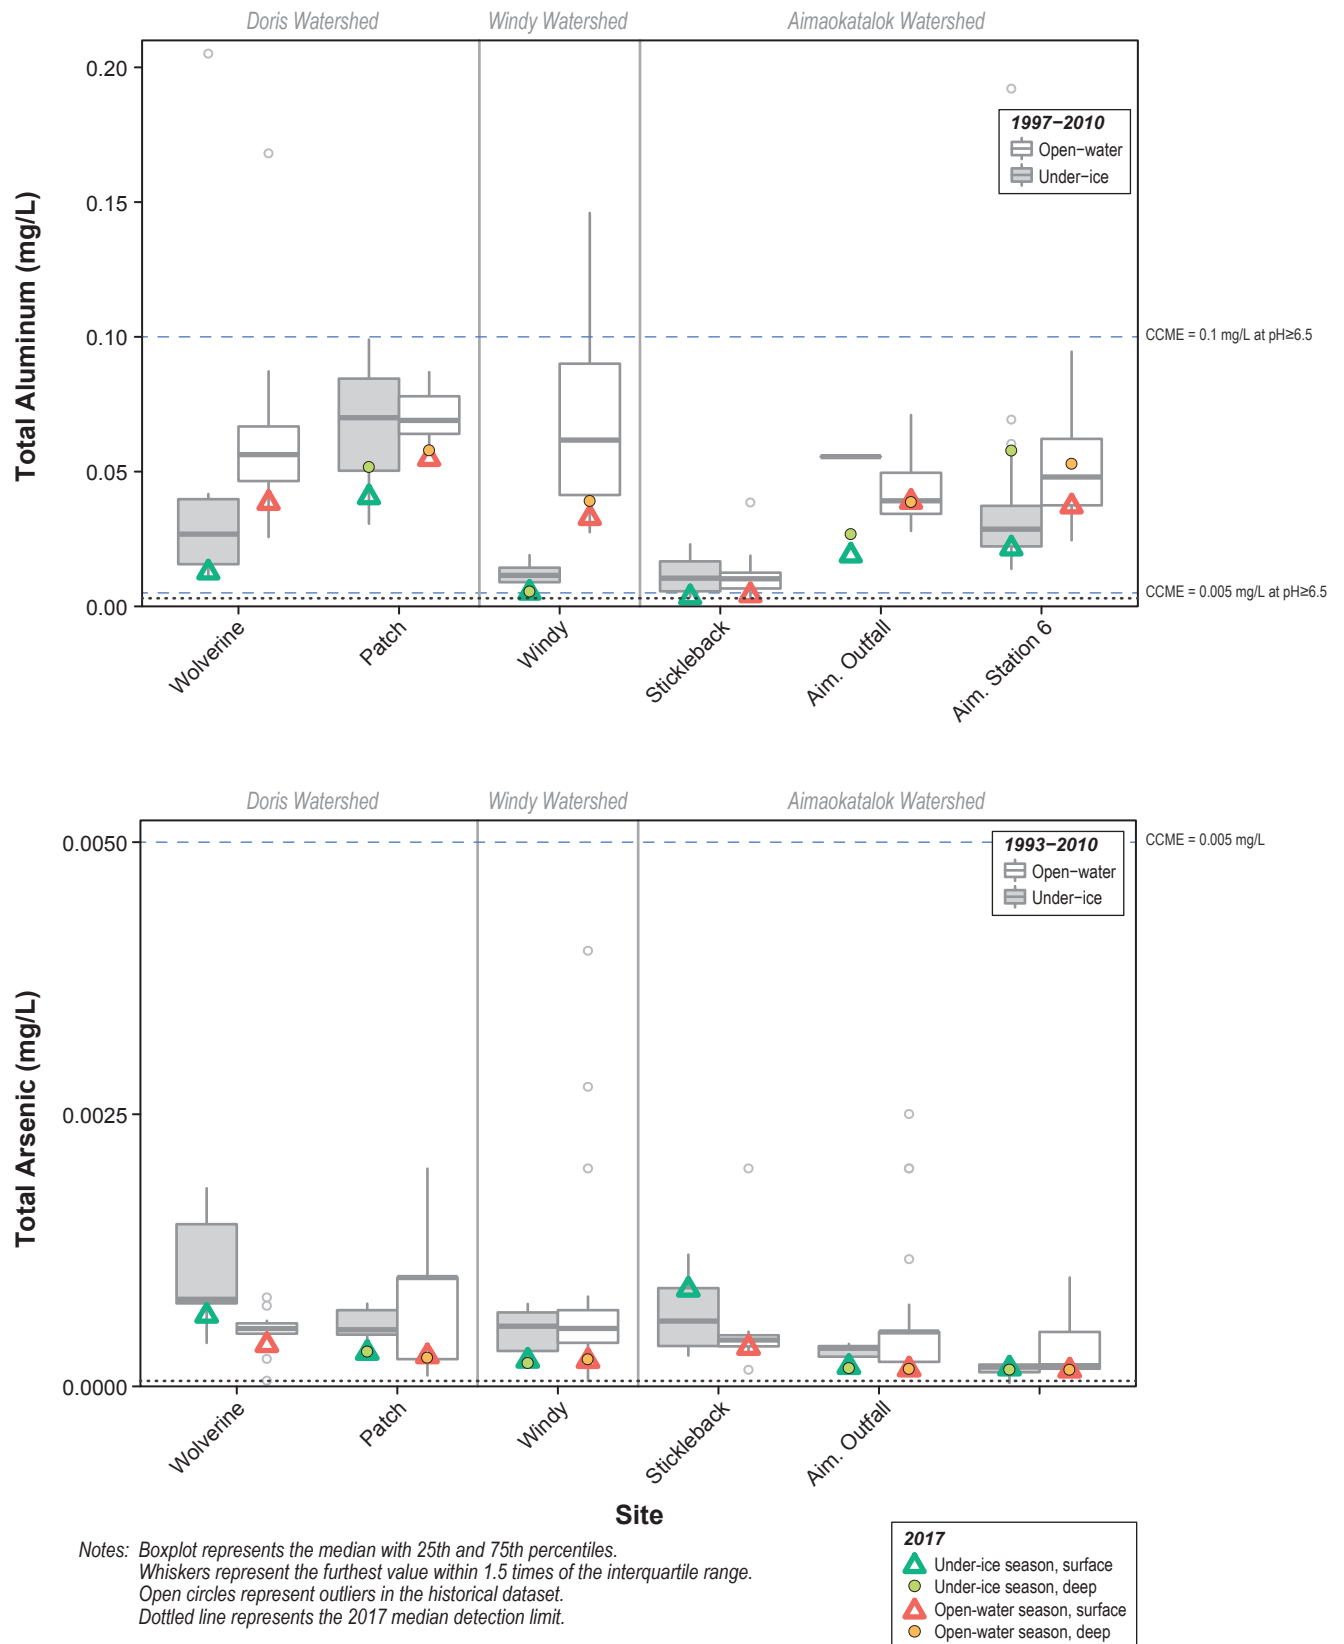 Doris Watershed
Windy Watershed
Aimaokatalok Watershed
Total Aluminum (mg/L)
0.20
0.15
0.10
0.05
0.00
1997−2010
Open−water
Under−ice
CCME = 0.1 mg/L at pH≥6.5
CCME = 0.005 mg/L at pH≥6.5
Wolverine
Patch
Windy
Stickleback
Aim. Outfall
Aim. Station 6
Doris Watershed
Windy Watershed
Aimaokatalok Watershed
Total Arsenic (mg/L)
0.0050
0.0025
0.0000
1993−2010
Open−water
Under−ice
CCME = 0.005 mg/L
Wolverine
Patch
Windy
Stickleback
Aim. Outfall
Site
Notes: Boxplot represents the median with 25th and 75th percentiles.
Whiskers represent the furthest value within 1.5 times of the interquartile range.
Open circles represent outliers in the historical dataset.
Dottled line represents the 2017 median detection limit.
2017
Under-ice season, surface
Under-ice season, deep
Open-water season, surface
Open-water season, deep